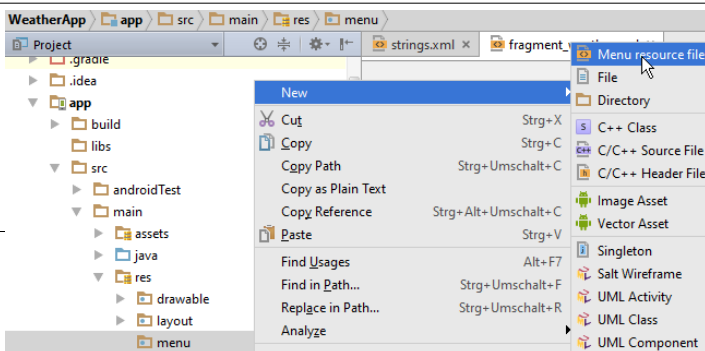 WeatherApp app src main res menu
Project strings.xml × fragment_
.gradle
.idea
app
build
libs
src
androidTest
main
assets
java
res
drawable
layout
menu
New
Cut Strg+X
Copy Strg+C
Copy Path Strg+Umschalt+C
Copy as Plain Text
Copy Reference Strg+Alt+Umschalt+C
Paste Strg+V
Find Usages Alt+F7
Find in Path... Strg+Umschalt+F
Replace in Path... Strg+Umschalt+R
Analyze
Menu resource file
File
Directory
S C++ Class
C++ C/C++ Source File
h C/C++ Header File
Image Asset
Vector Asset
Singleton
Salt Wireframe
UML Activity
UML Class
UML Component